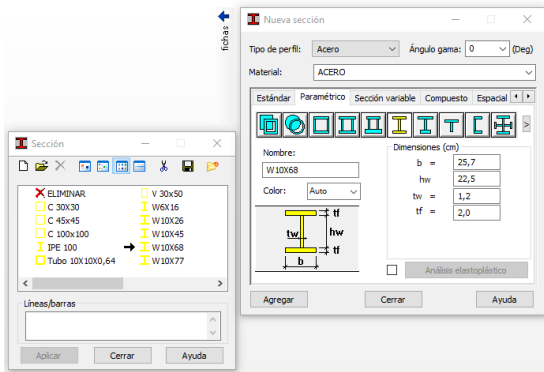 fichas
Nueva sección
Tipo de perfil: Acero Ángulo gama: 0 (Deg)
Material: ACERO
Estándar Paramétrico Sección variable Compuesto Espacial
Nombre:
W10X68
Color: Auto
tf
tw hw
tf
b
Dimensiones (cm)
b = 25,7
hw = 22,5
tw = 1,2
tf = 2,0
Análisis elastoplástico
Agregar Cerrar Ayuda
Sección
ELIMINAR V 30x50
C 30X30 W6X16
C 45x45 W10X26
C 100x100 W10X45
IPE 100 W10X68
Tubo 10X10X0,64 W10X77
Líneas/barras
Aplicar Cerrar Ayuda